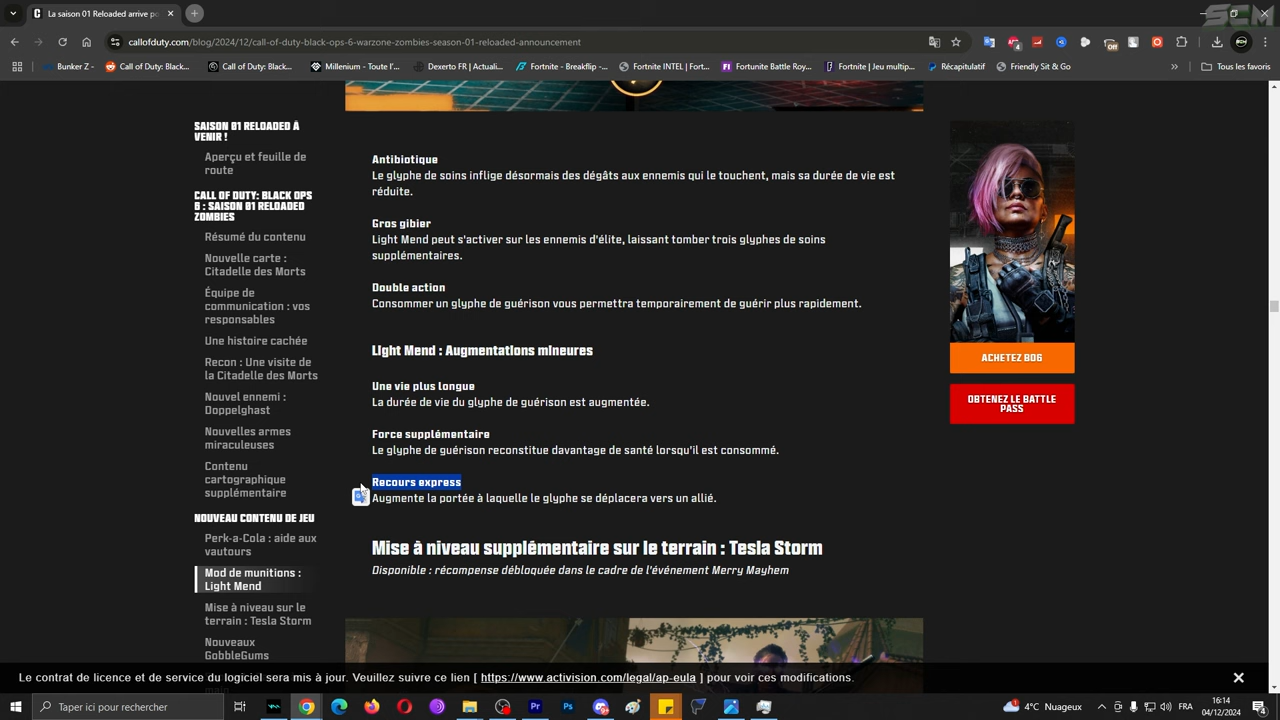 La saison 01 Reloaded arrive po
callofduty.com/blog/2024/12/call-of-duty-black-ops-6-warzone-zombies-season-01-reloaded-announcement
Bunker Z -
Call of Duty: Black...
Call of Duty: Black...
Millenium - Toute l'...
Dexerto FR | Actuali...
Fortnite - Breakflip -...
Fortnite INTEL | Fort...
Fortunite Battle Roy...
Fortnite | Jeu multip...
Récapitulatif
Friendly Sit & Go
Tous les favoris
SAISON 01 RELOADED À
VENIR !
Aperçu et feuille de
route
CALL OF DUTY: BLACK OPS
6 : SAISON 01 RELOADED
ZOMBIES
Résumé du contenu
Nouvelle carte :
Citadelle des Morts
Équipe de
communication : vos
responsables
Une histoire cachée
Recon : Une visite de
la Citadelle des Morts
Nouvel ennemi :
Doppelghast
Nouvelles armes
miraculeuses
Contenu
cartographique
supplémentaire
NOUVEAU CONTENU DE JEU
Perk-a-Cola : aide aux
vautours
Mod de munitions :
Light Mend
Mise à niveau sur le
terrain : Tesla Storm
Nouveaux
GobbleGums
Antibiotique
Le glyphe de soins inflige désormais des dégâts aux ennemis qui le touchent, mais sa durée de vie est
réduite.
Gros gibier
Light Mend peut s'activer sur les ennemis d'élite, laissant tomber trois glyphes de soins
supplémentaires.
Double action
Consommer un glyphe de guérison vous permettra temporairement de guérir plus rapidement.
Light Mend : Augmentations mineures
Une vie plus longue
La durée de vie du glyphe de guérison est augmentée.
Force supplémentaire
Le glyphe de guérison reconstitue davantage de santé lorsqu'il est consommé.
Recours express
Augmente la portée à laquelle le glyphe se déplacera vers un allié.
Mise à niveau supplémentaire sur le terrain : Tesla Storm
Disponible : récompense débloquée dans le cadre de l'événement Merry Mayhem
ACHETEZ BO6
OBTENEZ LE BATTLE
PASS
Le contrat de licence et de service du logiciel sera mis à jour. Veuillez suivre ce lien [ https://www.activision.com/legal/ap-eula ] pour voir ces modifications.
Taper ici pour rechercher
4°C Nuageux
FRA
16:14
04/12/2024